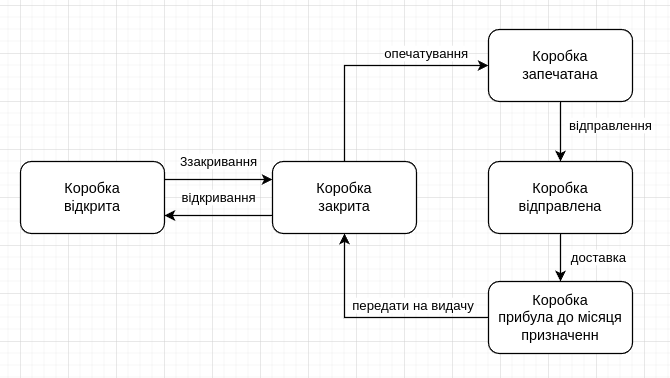 опечатування
Коробка
запечатана
відправлення
Ззакривання
Коробка
відкрита
відкривання
Коробка
закрита
Коробка
відправлена
доставка
передати на видачу
Коробка
прибула до місяця
призначенн